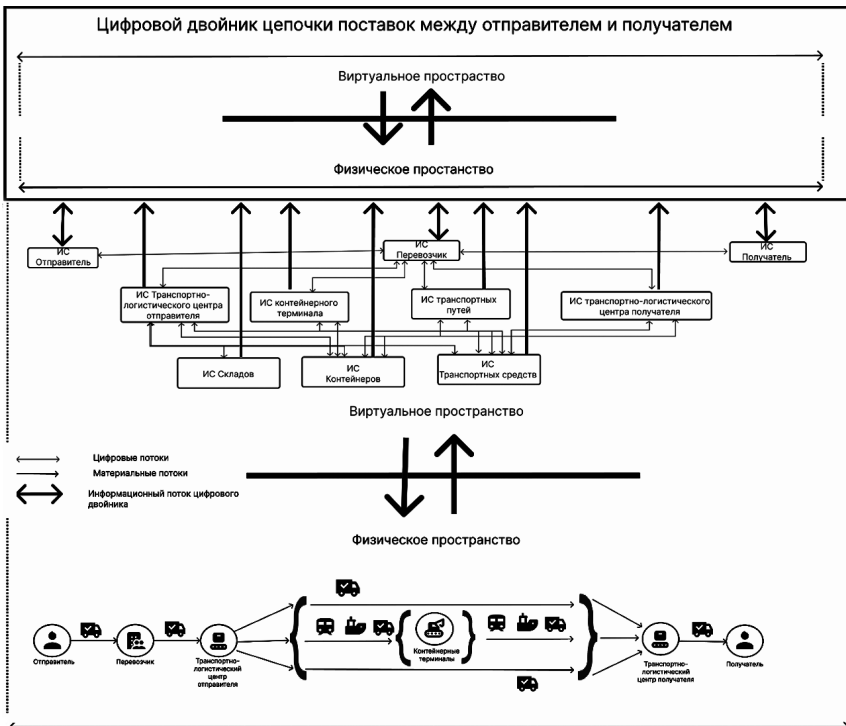 Цифровой двойник цепочки поставок между отправителем и получателем
Виртуальное простраство
Физическое простанство
ИС
Отправитель
ИС
Перевозчик
ИС
Получатель
ИС Транспортно-
логистического центра
отправителя
ИС контейнерного
терминала
ИС транспортных
путей
ИС транспортно-логистического
центра получателя
ИС Складов
ИС
Контейнеров
ИС
Транспортных средств
Виртуальное пространство
Цифровые потоки
Материальные потоки
Информационный поток цифрового
двойника
Физическое пространство
Отправитель
Перевозчик
Транспортно-
логистический
центр
отправителя
Контейнерные
терминалы
Транспортно-
логистический
центр получателя
Получатель